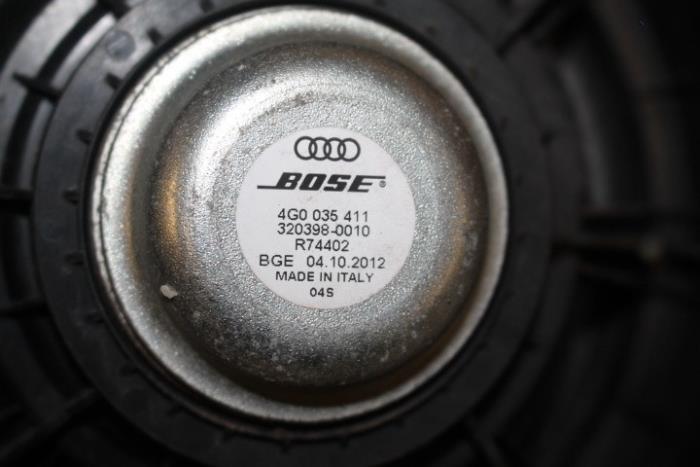 BOSE®
4G0 035 411
320398-0010
R74402
BGE 04.10.2012
MADE IN ITALY
04S